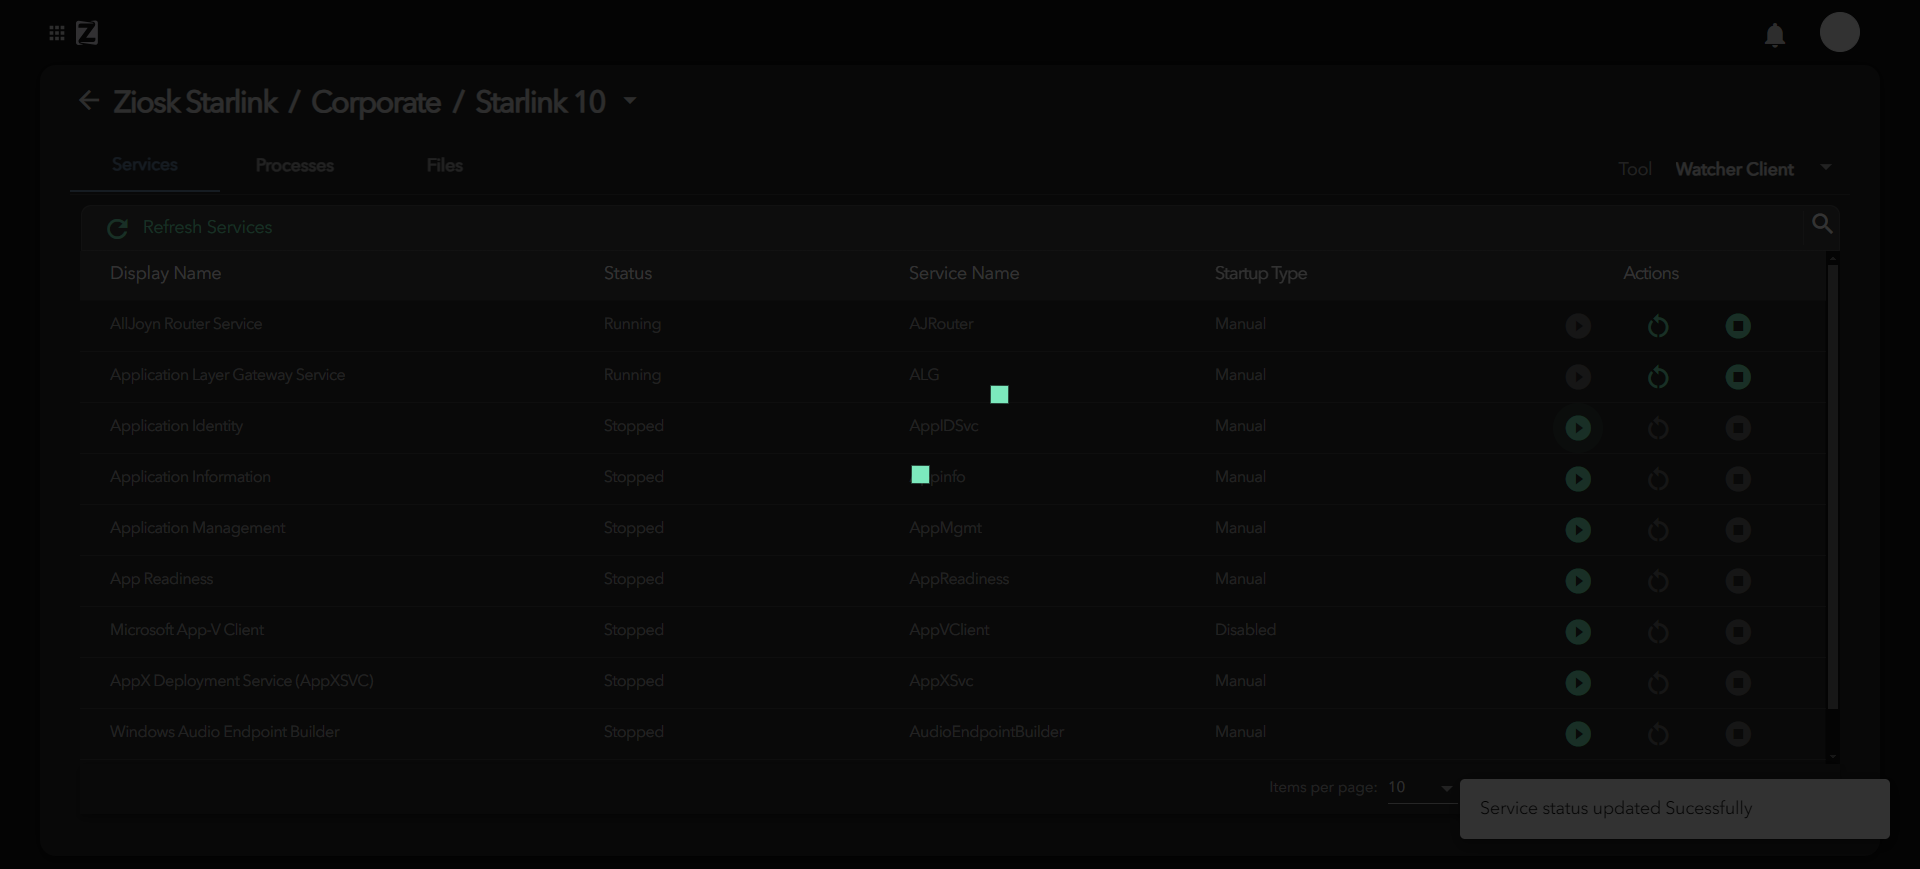 Z
Ziosk Starlink / Corporate / Starlink 10
Services Processes Files Tool Watcher Client
Refresh Services
Display Name Status Service Name Startup Type Actions
AllJoyn Router Service Running AJRouter Manual
Application Layer Gateway Service Running ALG Manual
Application Identity Stopped AppIDSvc Manual
Application Information Stopped pinfo Manual
Application Management Stopped AppMgmt Manual
App Readiness Stopped AppReadiness Manual
Microsoft App-V Client Stopped AppVClient Disabled
AppX Deployment Service (AppXSVC) Stopped AppXSvc Manual
Windows Audio Endpoint Builder Stopped AudioEndpointBuilder Manual
Items per page: 10
Service status updated Sucessfully